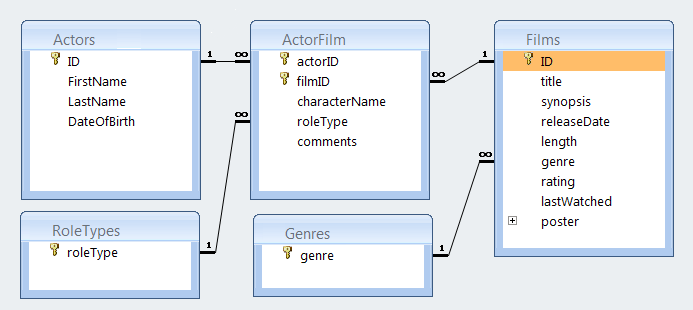 Actors
ID
FirstName
LastName
DateOfBirth
ActorFilm
actorID
filmID
characterName
roleType
comments
Films
ID
title
synopsis
releaseDate
length
genre
rating
lastWatched
poster
RoleTypes
roleType
Genres
genre
1
∞
∞
1
∞
1
∞
1